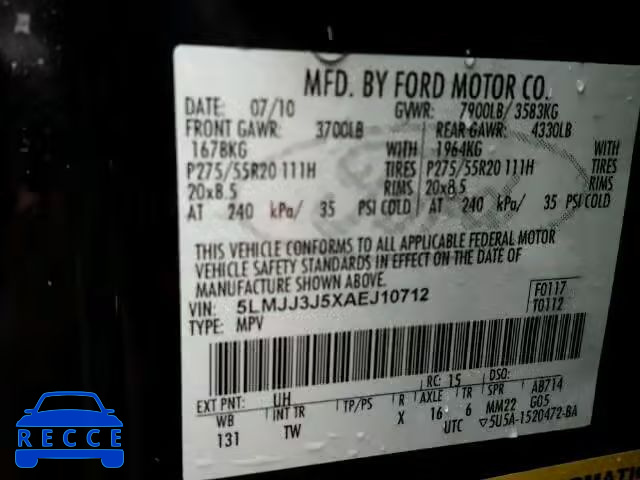 MFD. BY FORD MOTOR CO.
DATE: 07/10 GVWR: 7900LB/ 3583KG
FRONT GAWR: 3700LB REAR GAWR: 4330LB
1678KG WITH 1964KG WITH
P275/55R20 111H TIRES P275/55R20 111H TIRES
20x8.5 RIMS 20x8.5 RIMS
AT 240 kPa/ 35 PSI COLD AT 240 kPa/ 35 PSI COLD
THIS VEHICLE CONFORMS TO ALL APPLICABLE FEDERAL MOTOR
VEHICLE SAFETY STANDARDS IN EFFECT ON THE DATE OF
MANUFACTURE SHOWN ABOVE.
VIN: 5LMJJ3J5XAEJ10712 F0117
TYPE: MPV T0112
EXT PNT: UH RC: 15 DSO:
WB INT TR TP/PS R AXLE TR SPR AB714
131 TW X 16 6 MM22 G05
UTC ▽5U5A-1520472-BA
RECCE